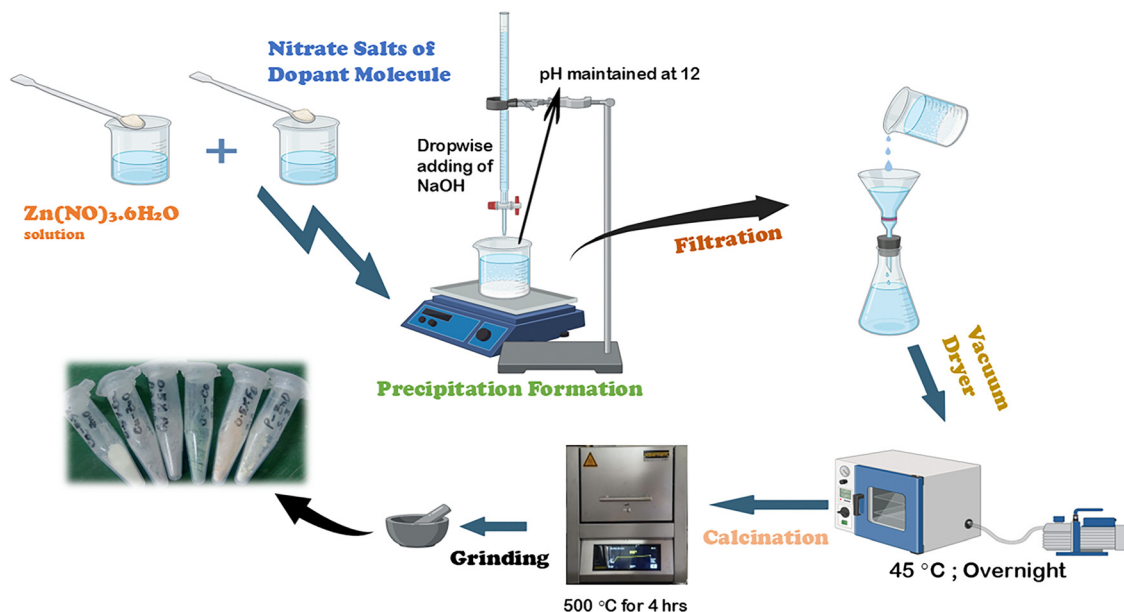 Nitrate Salts of
Dopant Molecule
pH maintained at 12
Dropwise
adding of
NaOH
Zn(NO)₃.6H₂O
solution
Filtration
Precipitation Formation
Vacuum
Dryer
Calcination
Grinding
45 °C ; Overnight
500 °C for 4 hrs